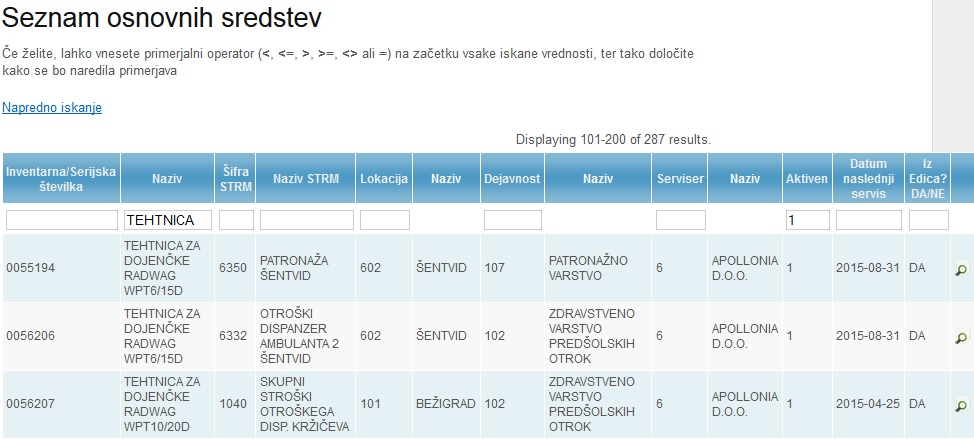 Seznam osnovnih sredstev
Če želite, lahko vnesete primerjalni operator (<, <=, >, >=, <> ali =) na začetku vsake iskane vrednosti, ter tako določite
kako se bo naredila primerjava
Napredno iskanje
Displaying 101-200 of 287 results.
Inventarna/Serijska številka Naziv Šifra STRM Naziv STRM Lokacija Naziv Dejavnost Naziv Serviser Naziv Aktiven Datum naslednji servis Iz Edica? DA/NE
TEHTNICA 1
0055194 TEHTNICA ZA DOJENČKE RADWAG WPT6/15D 6350 PATRONAŽA ŠENTVID 602 ŠENTVID 107 PATRONAŽNO VARSTVO 6 APOLLONIA D.O.O. 1 2015-08-31 DA
0056206 TEHTNICA ZA DOJENČKE RADWAG WPT6/15D 6332 OTROŠKI DISPANZER AMBULANTA 2 ŠENTVID 602 ŠENTVID 102 ZDRAVSTVENO VARSTVO PREDŠOLSKIH OTROK 6 APOLLONIA D.O.O. 1 2015-08-31 DA
0056207 TEHTNICA ZA DOJENČKE RADWAG WPT10/20D 1040 SKUPNI STROŠKI OTROŠKEGA DISP. KRŽIČEVA 101 BEŽIGRAD 102 ZDRAVSTVENO VARSTVO PREDŠOLSKIH OTROK 6 APOLLONIA D.O.O. 1 2015-04-25 DA